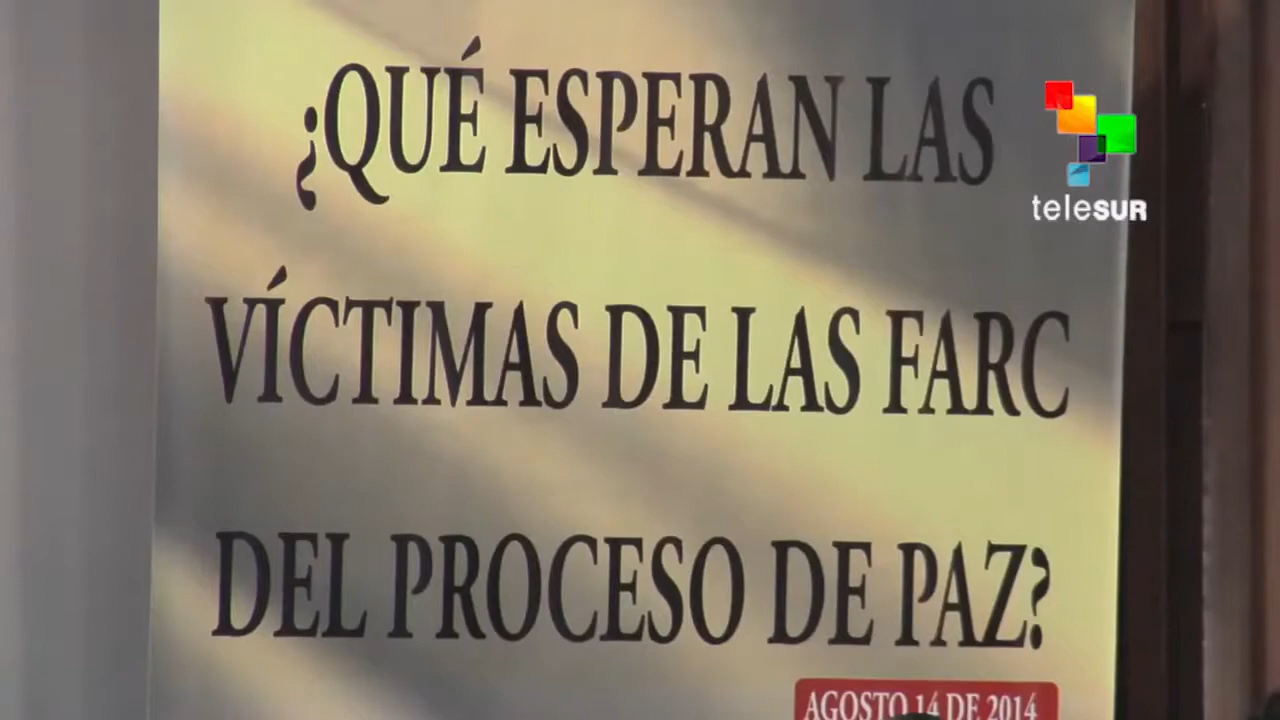 ¿QUÉ ESPERAN LAS
VÍCTIMAS DE LAS FARC
DEL PROCESO DE PAZ?
AGOSTO 14 DE 2014
teleSUR